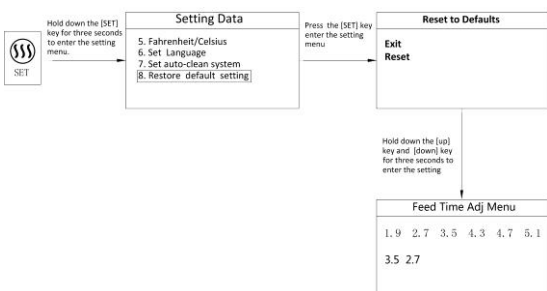 Hold down the [SET]
key for three seconds
to enter the setting
menu.
SET
Setting Data
5. Fahrenheit/Celsius
6. Set Language
7. Set auto-clean system
8. Restore default setting
Press the [SET] key
enter the setting
menu
Reset to Defaults
Exit
Reset
Hold down the [up]
key and [down] key
for three seconds to
enter the setting
Feed Time Adj Menu
1.9 2.7 3.5 4.3 4.7 5.1
3.5 2.7